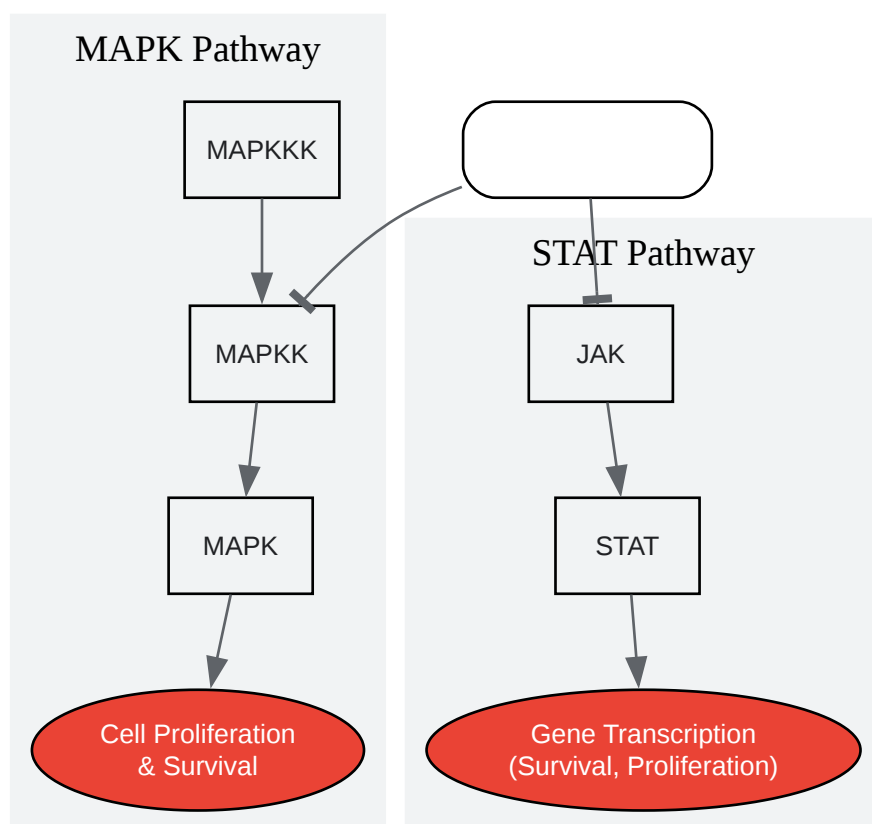 MAPK Pathway
MAPKKK
STAT Pathway
MAPKK
JAK
MAPK
STAT
Cell Proliferation
& Survival
Gene Transcription
(Survival, Proliferation)